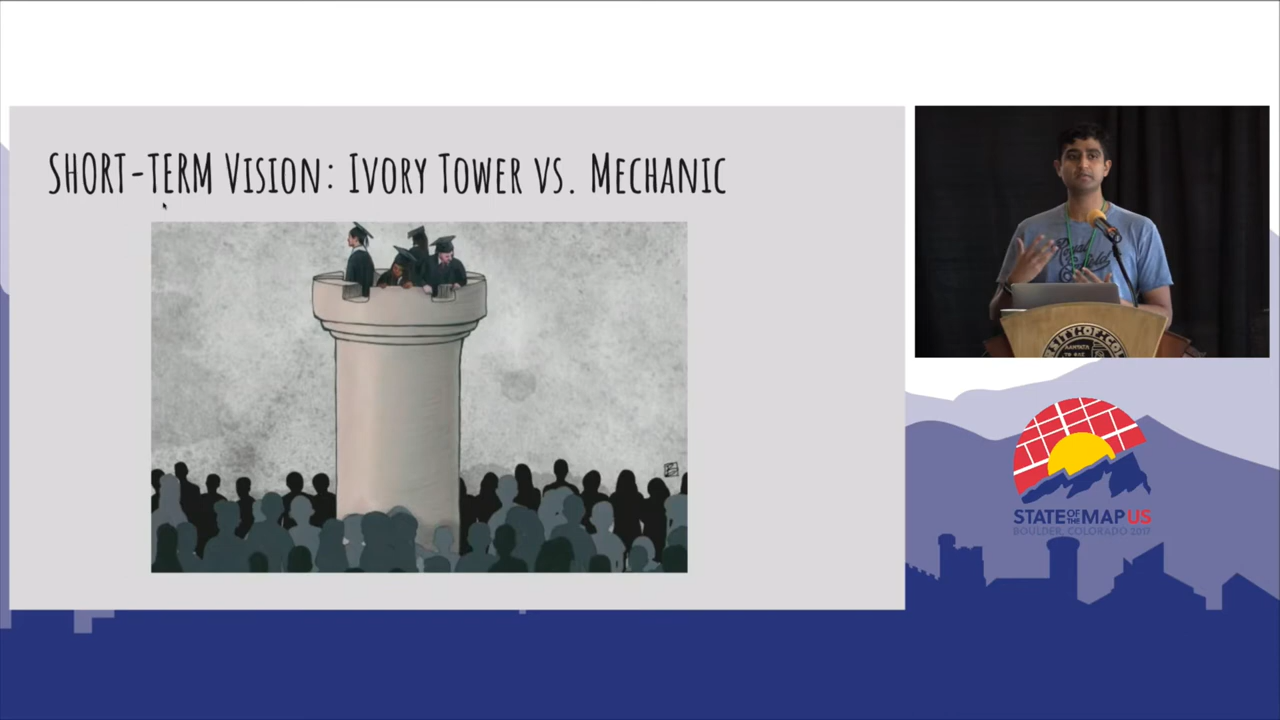 SHORT-TERM VISION: IVORY TOWER VS. MECHANIC
STATE OF THE MAP US
BOULDER, COLORADO 2017